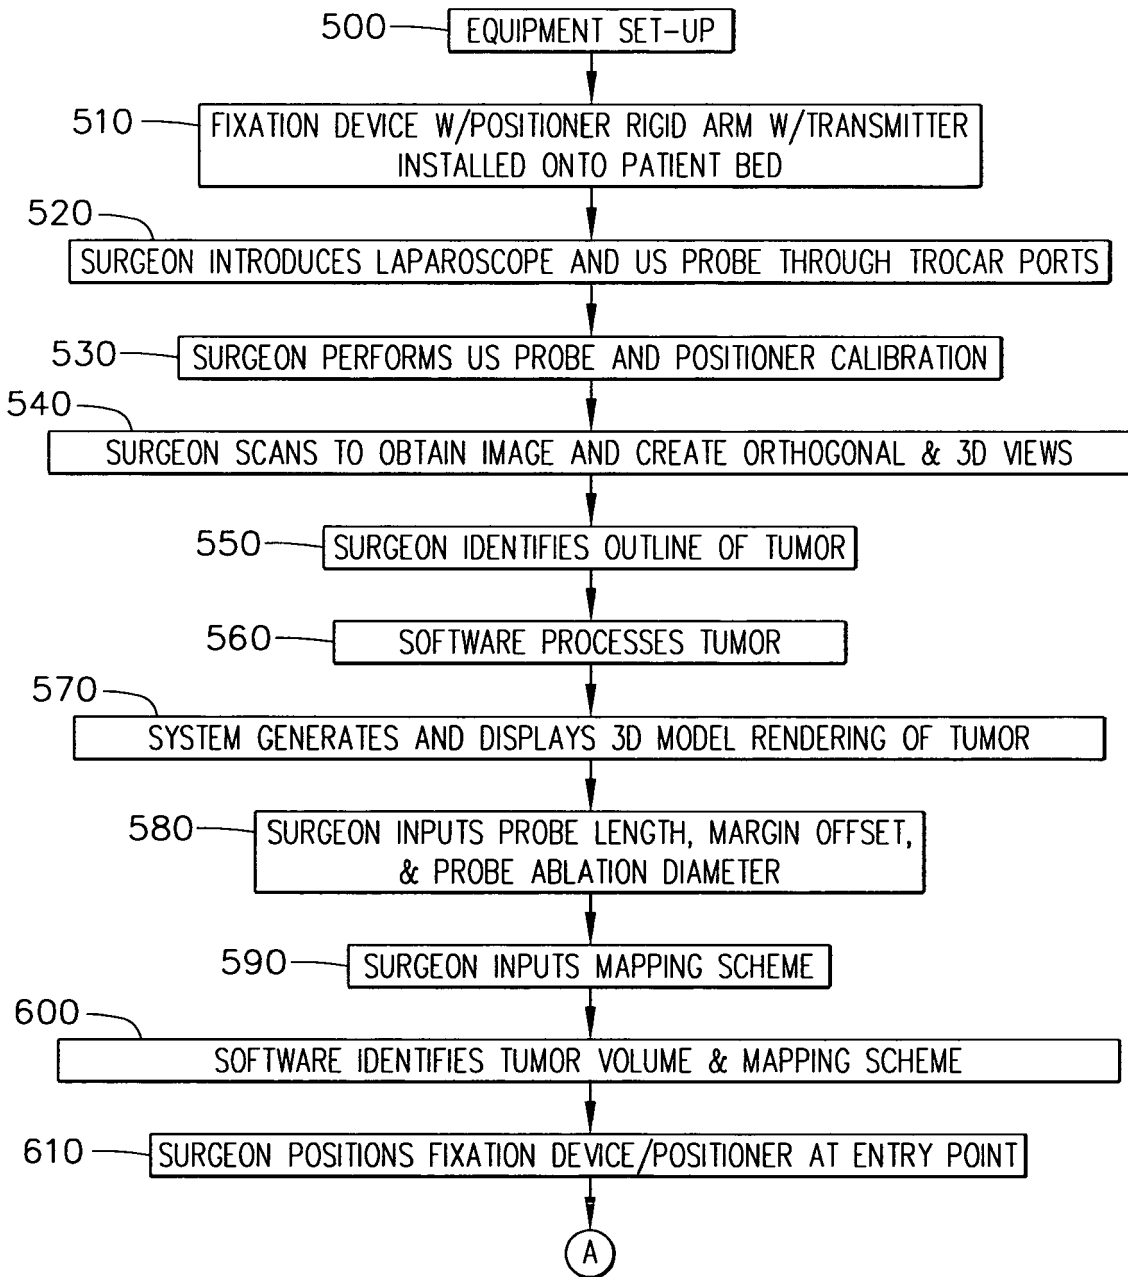 500
EQUIPMENT SET-UP
510
FIXATION DEVICE W/POSITIONER RIGID ARM W/TRANSMITTER
INSTALLED ONTO PATIENT BED
520
SURGEON INTRODUCES LAPAROSCOPE AND US PROBE THROUGH TROCAR PORTS
530
SURGEON PERFORMS US PROBE AND POSITIONER CALIBRATION
540
SURGEON SCANS TO OBTAIN IMAGE AND CREATE ORTHOGONAL & 3D VIEWS
550
SURGEON IDENTIFIES OUTLINE OF TUMOR
560
SOFTWARE PROCESSES TUMOR
570
SYSTEM GENERATES AND DISPLAYS 3D MODEL RENDERING OF TUMOR
580
SURGEON INPUTS PROBE LENGTH, MARGIN OFFSET,
& PROBE ABLATION DIAMETER
590
SURGEON INPUTS MAPPING SCHEME
600
SOFTWARE IDENTIFIES TUMOR VOLUME & MAPPING SCHEME
610
SURGEON POSITIONS FIXATION DEVICE/POSITIONER AT ENTRY POINT
A